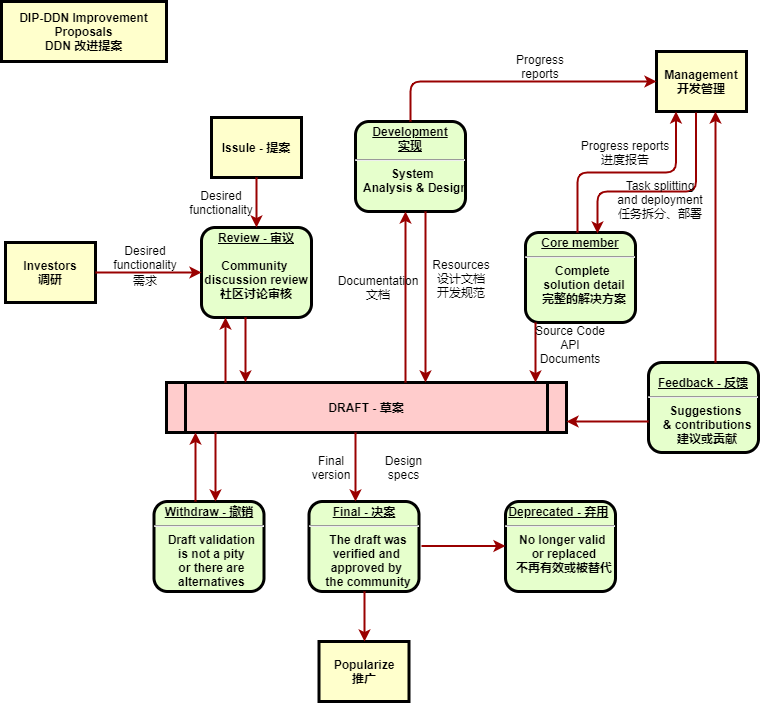 DIP-DDN Improvement
Proposals
DDN 改进提案
Progress
reports
Management
开发管理
Development
实现
System
Analysis & Design
Issule - 提案
Progress reports
进度报告
Desired
functionality
Task splitting
and deployment
任务拆分、部署
Investors
调研
Desired
functionality
需求
Review - 审议
Community
discussion review
社区讨论审核
Documentation
文档
Resources
设计文档
开发规范
Core member
Complete
solution detail
完整的解决方案
Source Code
API
Documents
Feedback - 反馈
Suggestions
& contributions
建议或贡献
DRAFT - 草案
Final
version
Design
specs
Withdraw - 撤销
Draft validation
is not a pity
or there are
alternatives
Final - 决案
The draft was
verified and
approved by
the community
Deprecated - 弃用
No longer valid
or replaced
不再有效或被替代
Popularize
推广